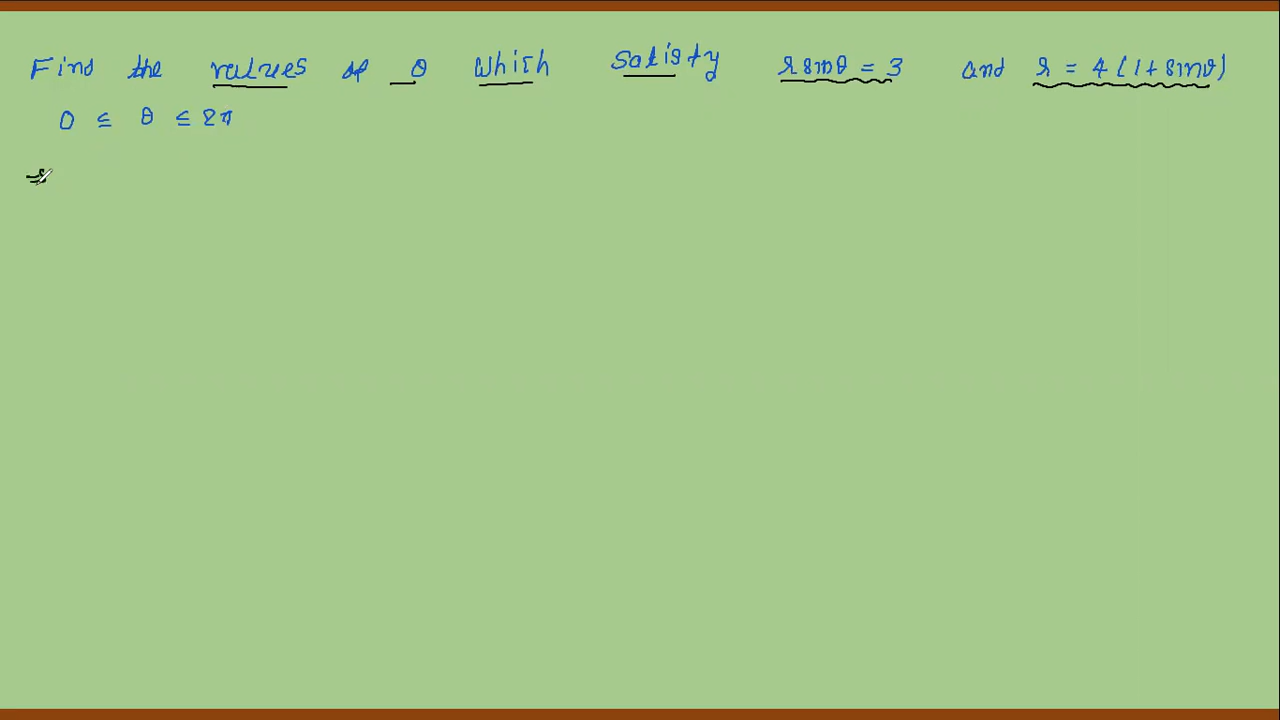 Find the values of θ which satisfy r sinθ = 3 and r = 4(1+sinθ)
0 ≤ θ ≤ 2π
⇒